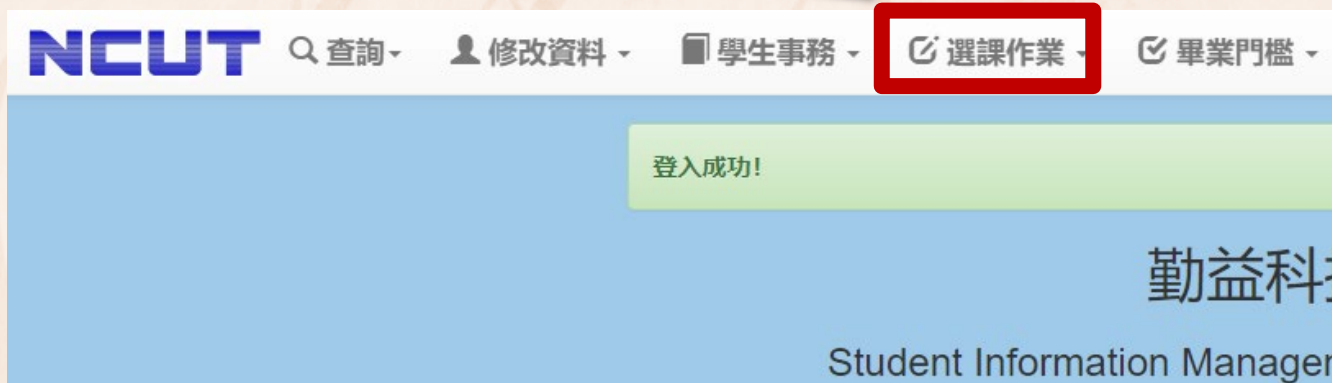 NCUT 查詢 修改資料 學生事務 選課作業 畢業門檻
登入成功!
勤益科
Student Information